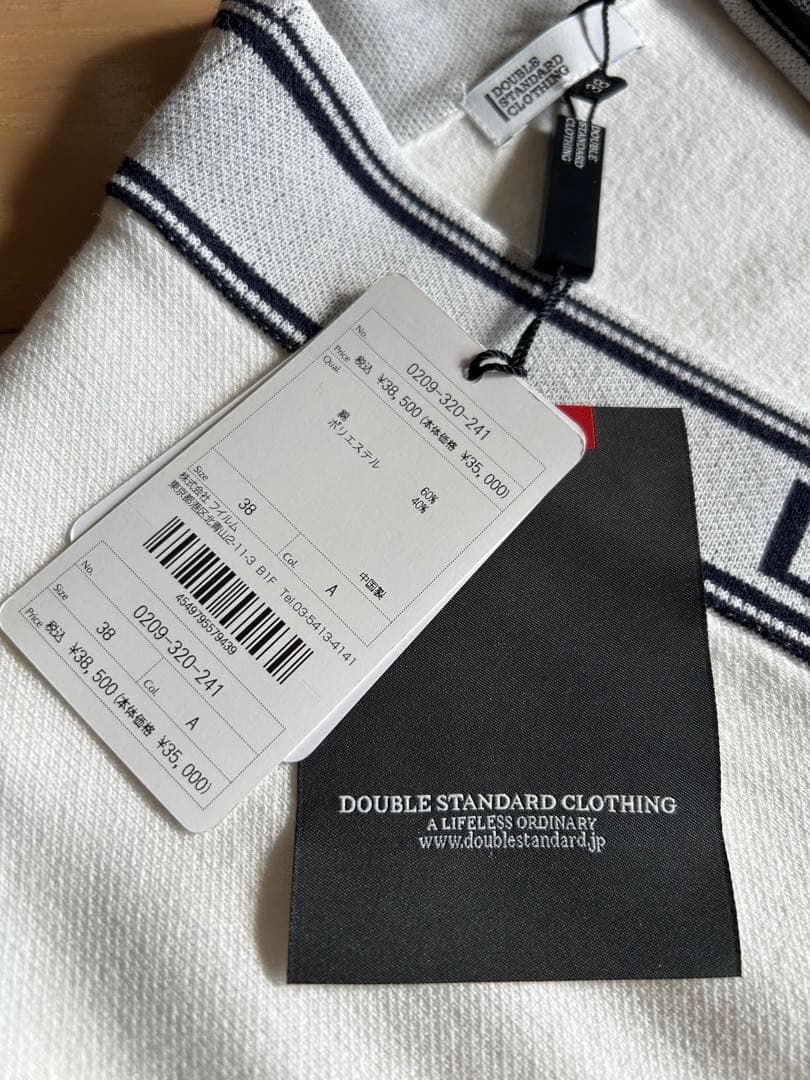 DOUBLE
STANDARD
CLOTHING
DOUBLE
STANDARD
CLOTHING
No. 0209-320-241
Price 税込 ¥38,500(本体価格 ¥35,000)
Qual.
綿 60%
ポリエステル 40%
Size 38 Col. A 中国製
株式会社 フイルム
東京都港区北青山2-11-3 B1F Tel.03-5413-4141
4549795579439
No. 0209-320-241
Size 38 Col. A
Price 税込 ¥38,500(本体価格 ¥35,000)
DOUBLE STANDARD CLOTHING
A LIFELESS ORDINARY
www.doublestandard.jp